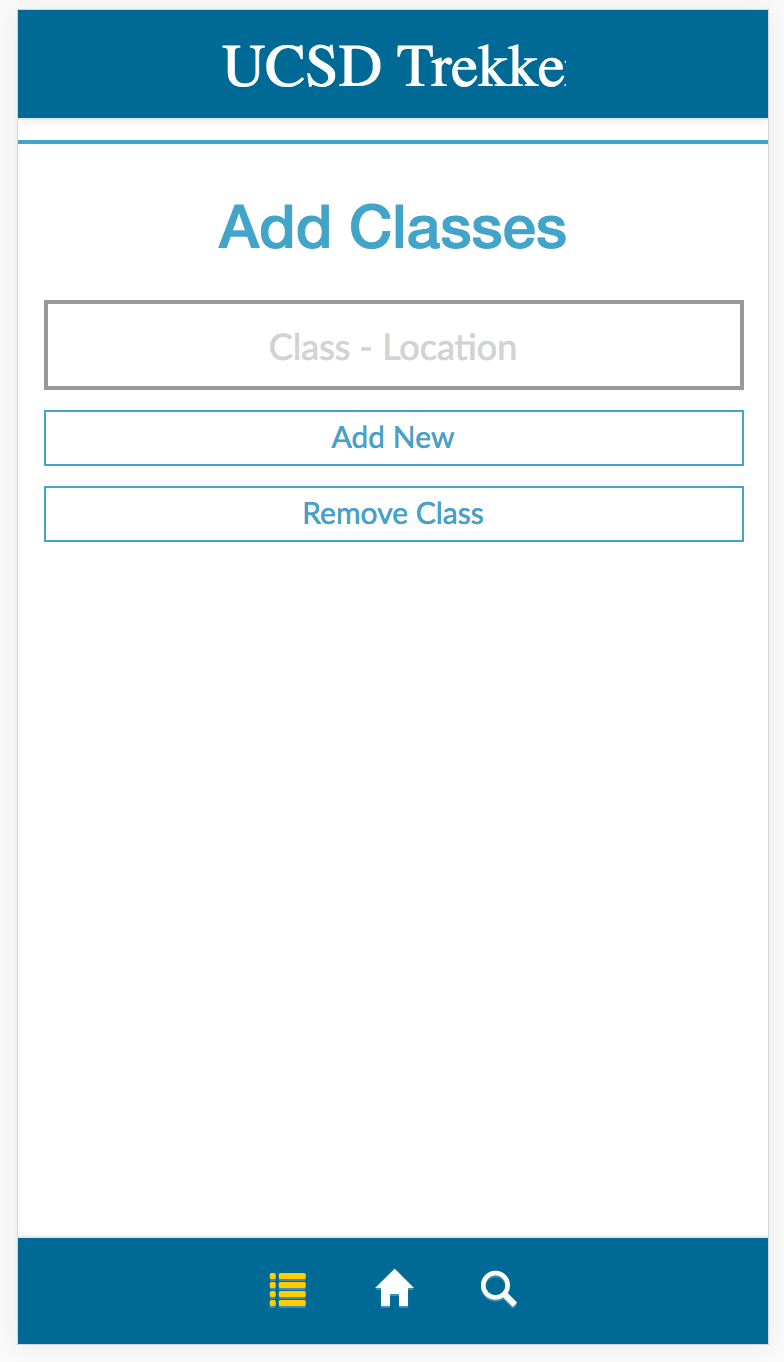 UCSD Trekke
Add Classes
Class - Location
Add New
Remove Class